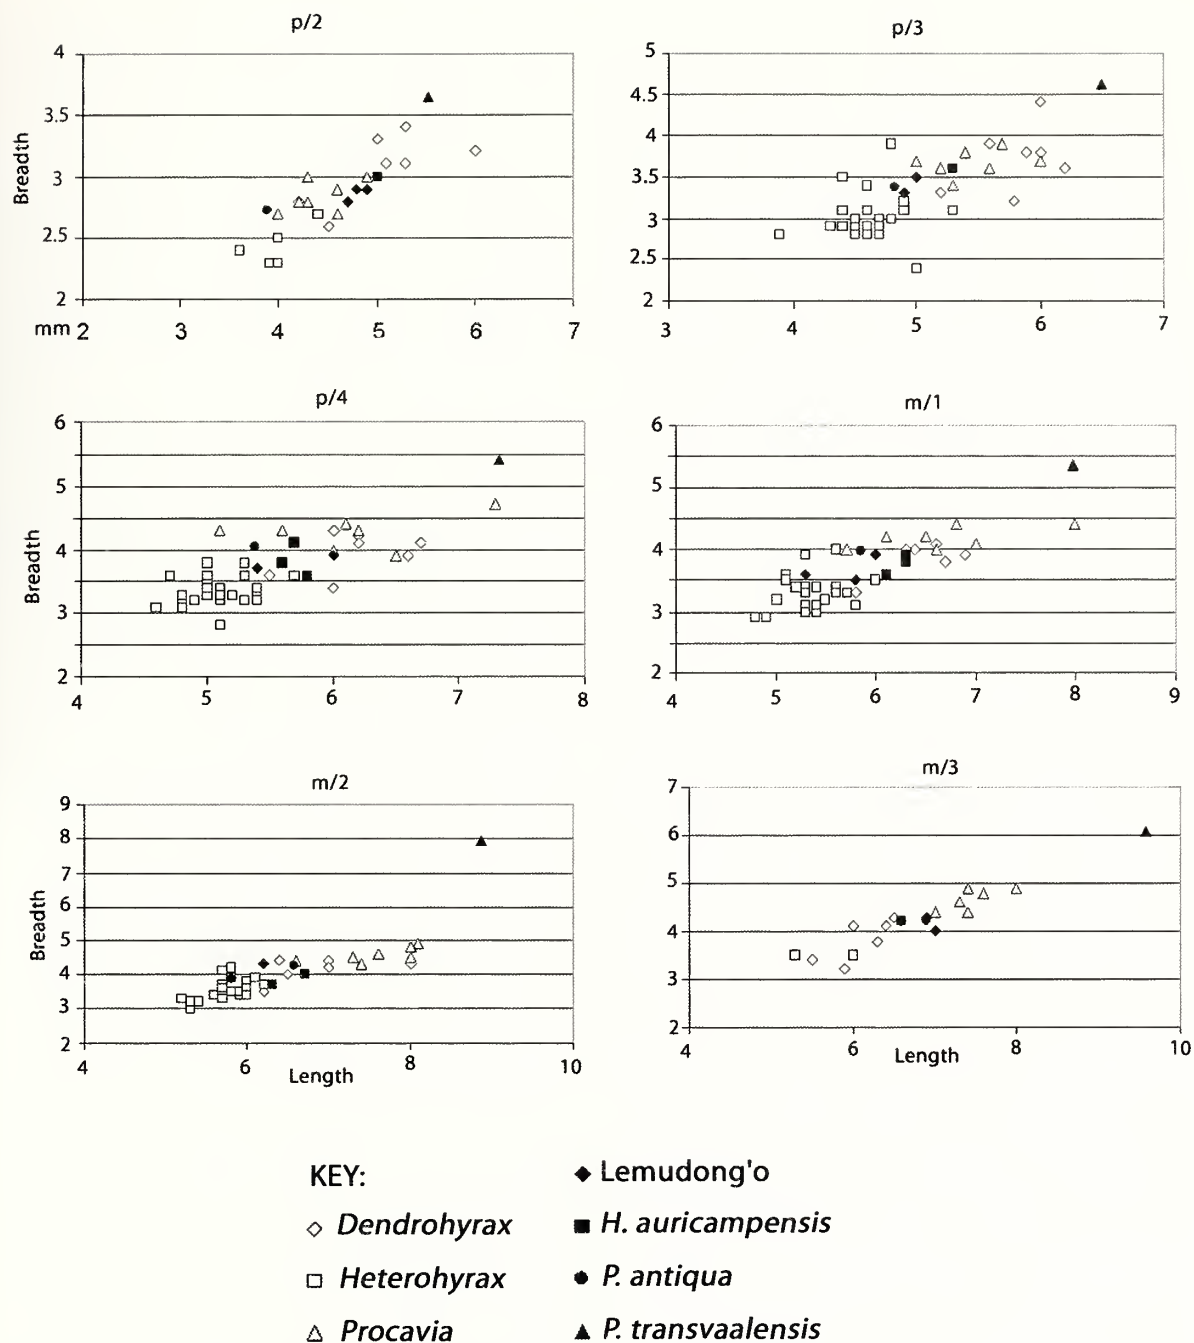 p/2
4
3.5
3
2.5
2
Breadth
mm 2 3 4 5 6 7
p/3
5
4.5
4
3.5
3
2.5
2
3 4 5 6 7
p/4
6
5
4
3
2
Breadth
4 5 6 7 8
m/1
6
5
4
3
2
4 5 6 7 8 9
m/2
9
8
7
6
5
4
3
2
Breadth
4 6 8 10
Length
m/3
7
6
5
4
3
2
4 6 8 10
Length
KEY:
Dendrohyrax
Heterohyrax
Procavia
Lemudong'o
H. auricampensis
P. antiqua
P. transvaalensis